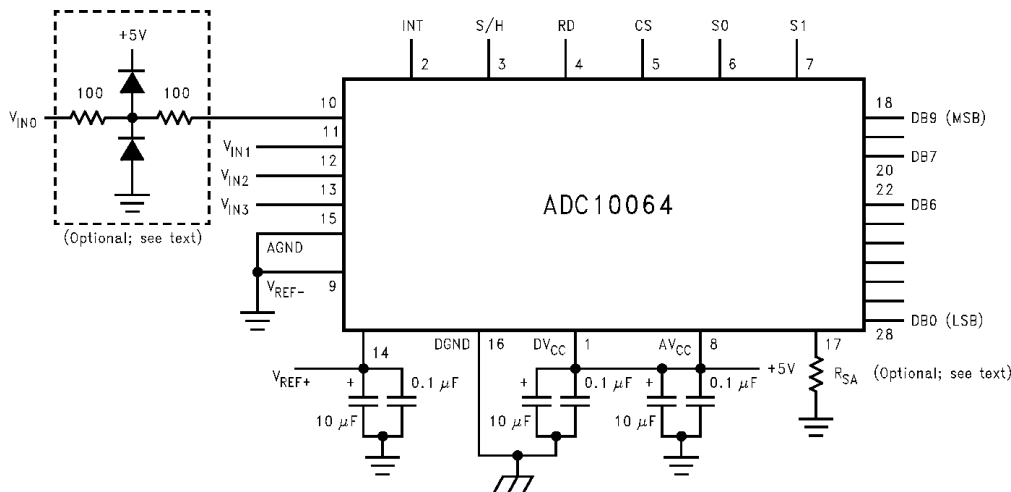 INT S/H RD CS S0 S1
+5V
2 3 4 5 6 7
100 100
V_IN0
10
18
DB9 (MSB)
11
V_IN1
12
DB7
20
V_IN2
13
22
V_IN3
DB6
ADC10064
15
(Optional; see text)
AGND
V_REF-
9
DB0 (LSB)
28
14
DGND 16 DV_CC 1 AV_CC 8
17
V_REF+
+ 0.1 μF
+ 0.1 μF
+ 0.1 μF
+5V
R_SA (Optional; see text)
10 μF
10 μF
10 μF